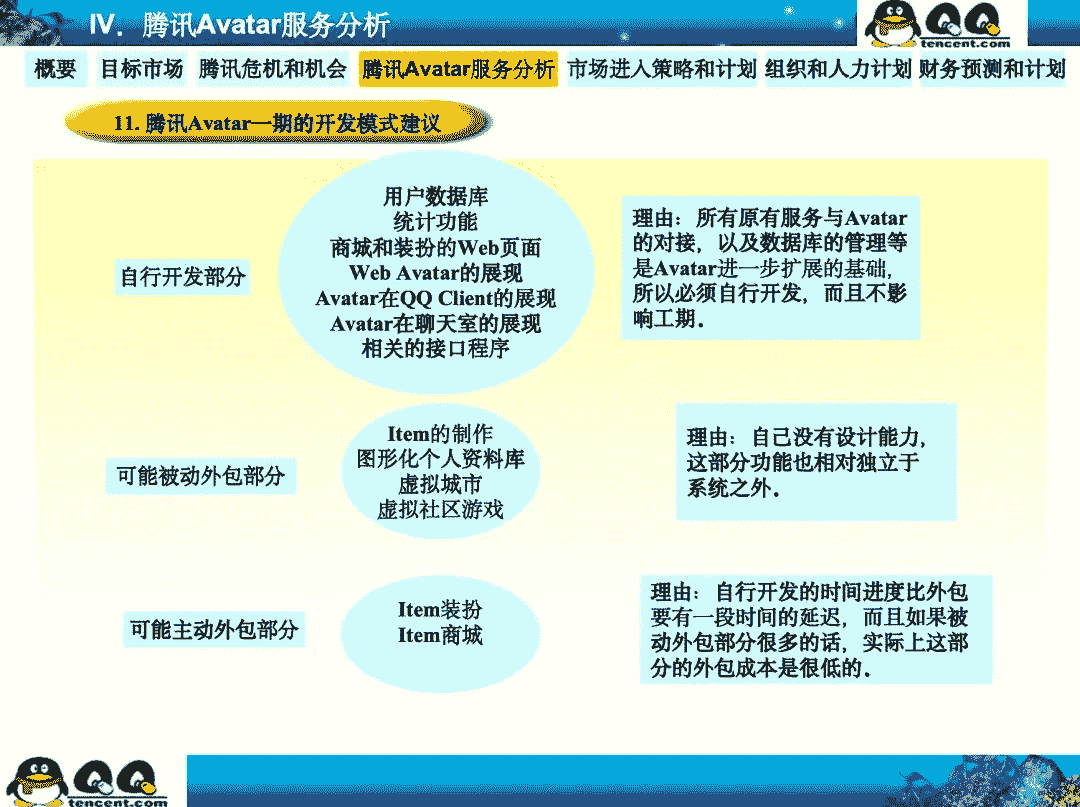 IV. 腾讯Avatar服务分析
QQ
tencent.com
概要 目标市场 腾讯危机和机会 腾讯Avatar服务分析 市场进入策略和计划 组织和人力计划 财务预测和计划
11. 腾讯Avatar一期的开发模式建议
自行开发部分
用户数据库
统计功能
商城和装扮的Web页面
Web Avatar的展现
Avatar在QQ Client的展现
Avatar在聊天室的展现
相关的接口程序
理由：所有原有服务与Avatar
的对接，以及数据库的管理等
是Avatar进一步扩展的基础，
所以必须自行开发，而且不影
响工期．
可能被动外包部分
Item的制作
图形化个人资料库
虚拟城市
虚拟社区游戏
理由：自己没有设计能力，
这部分功能也相对独立于
系统之外．
可能主动外包部分
Item装扮
Item商城
理由：自行开发的时间进度比外包
要有一段时间的延迟，而且如果被
动外包部分很多的话，实际上这部
分的外包成本是很低的．
QQ
tencent.com